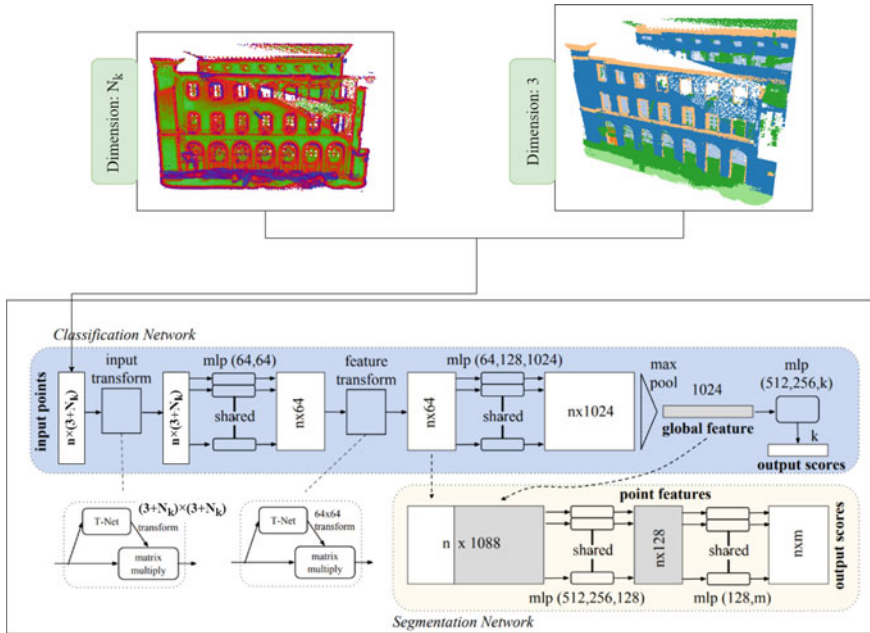 Dimension: Nk
Dimension: 3
Classification Network
input points
n×(3+Nk)
input
transform
n×(3+Nk)
mlp (64,64)
shared
nx64
feature
transform
nx64
mlp (64,128,1024)
shared
nx1024
max
pool
1024
global feature
mlp
(512,256,k)
k
output scores
T-Net
(3+Nk)×(3+Nk)
transform
matrix
multiply
T-Net
64x64
transform
matrix
multiply
point features
n x 1088
shared
mlp (512,256,128)
nx128
shared
mlp (128,m)
nxm
output scores
Segmentation Network